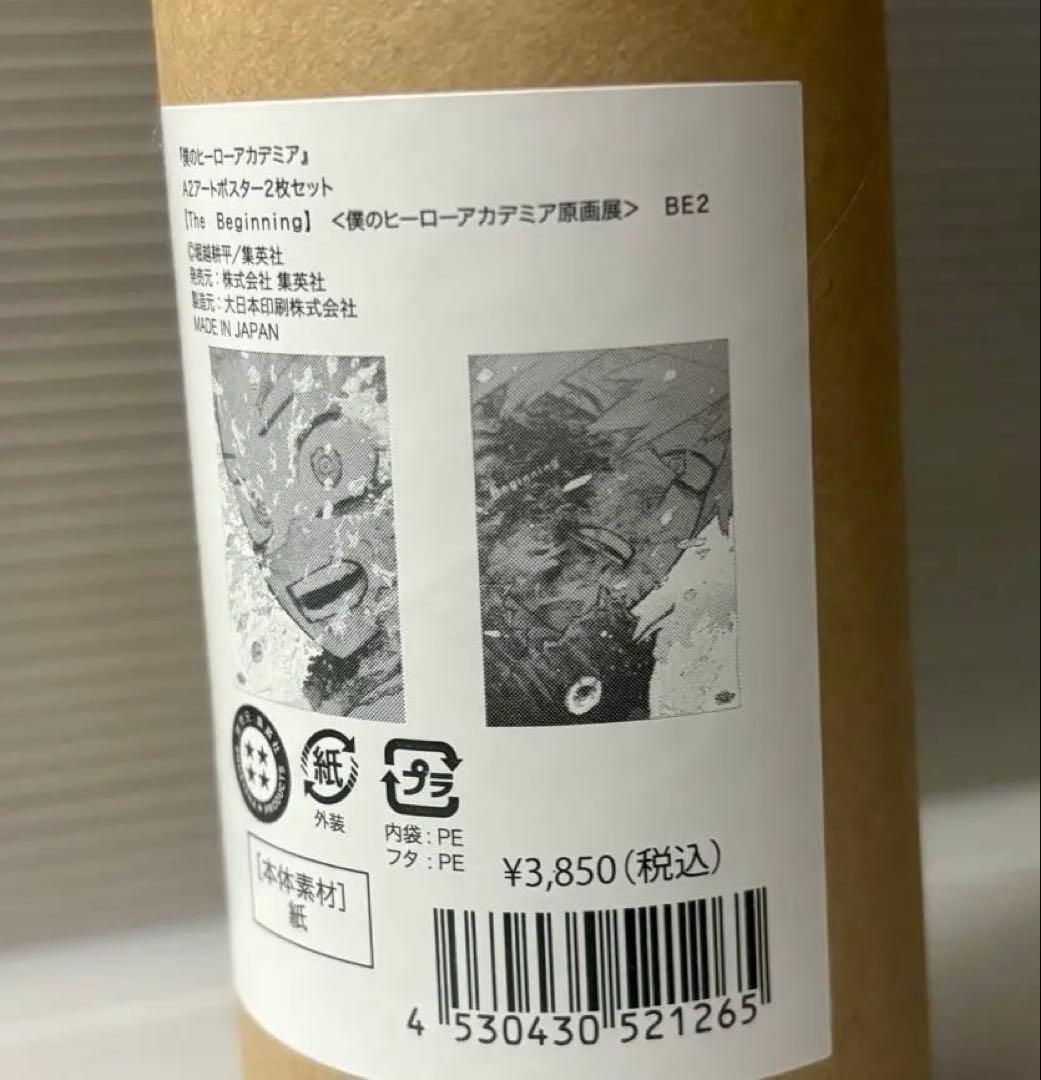 『僕のヒーローアカデミア』
A2アートポスター2枚セット
【The Beginning】 <僕のヒーローアカデミア原画展> BE2
©堀越耕平/集英社
発売元:株式会社 集英社
製造元:大日本印刷株式会社
MADE IN JAPAN
Beginning
紙
外装
プラ
内袋:PE
フタ:PE
[本体素材]
紙
¥3,850(税込)
4 530430 521265